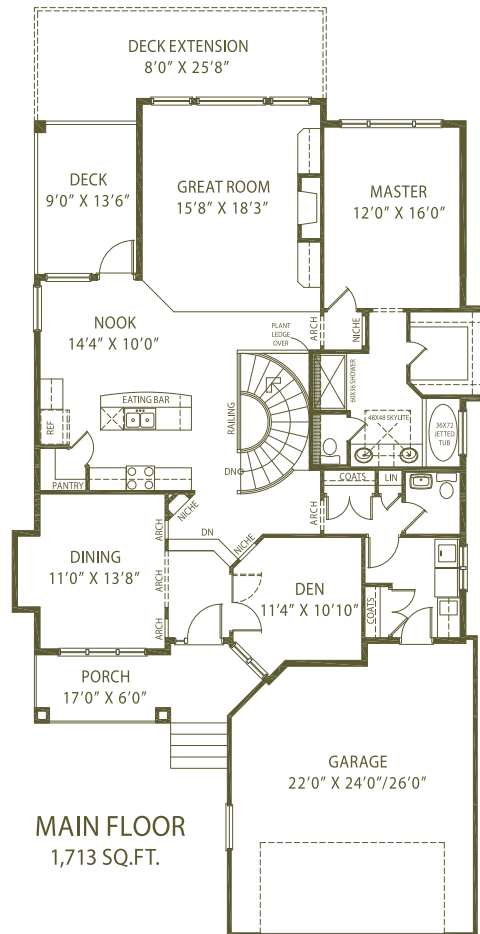 DECK EXTENSION
8'0" X 25'8"
DECK
9'0" X 13'6"
GREAT ROOM
15'8" X 18'3"
MASTER
12'0" X 16'0"
NOOK
14'4" X 10'0"
PLANT
LEDGE
OVER
ARCH
NICHE
60X36 SHOWER
EATING BAR
REF
RAILING
48X48 SKYLITE
36X72
JETTED
TUB
DN
PANTRY
COATS
LIN
NICHE
ARCH
ARCH
DN
NICHE
DINING
11'0" X 13'8"
ARCH
DEN
11'4" X 10'10"
COATS
ARCH
PORCH
17'0" X 6'0"
GARAGE
22'0" X 24'0"/26'0"
MAIN FLOOR
1,713 SQ.FT.